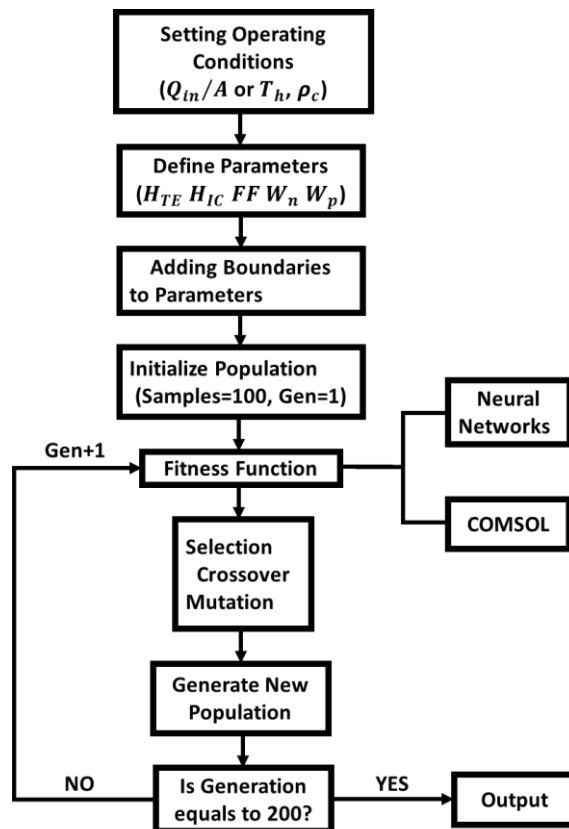 Setting Operating
Conditions
(Q_in/A or T_h, ρ_c)
Define Parameters
(H_TE H_IC FF W_n W_p)
Adding Boundaries
to Parameters
Initialize Population
(Samples=100, Gen=1)
Neural
Networks
Gen+1
Fitness Function
COMSOL
Selection
Crossover
Mutation
Generate New
Population
NO
Is Generation
equals to 200?
YES
Output